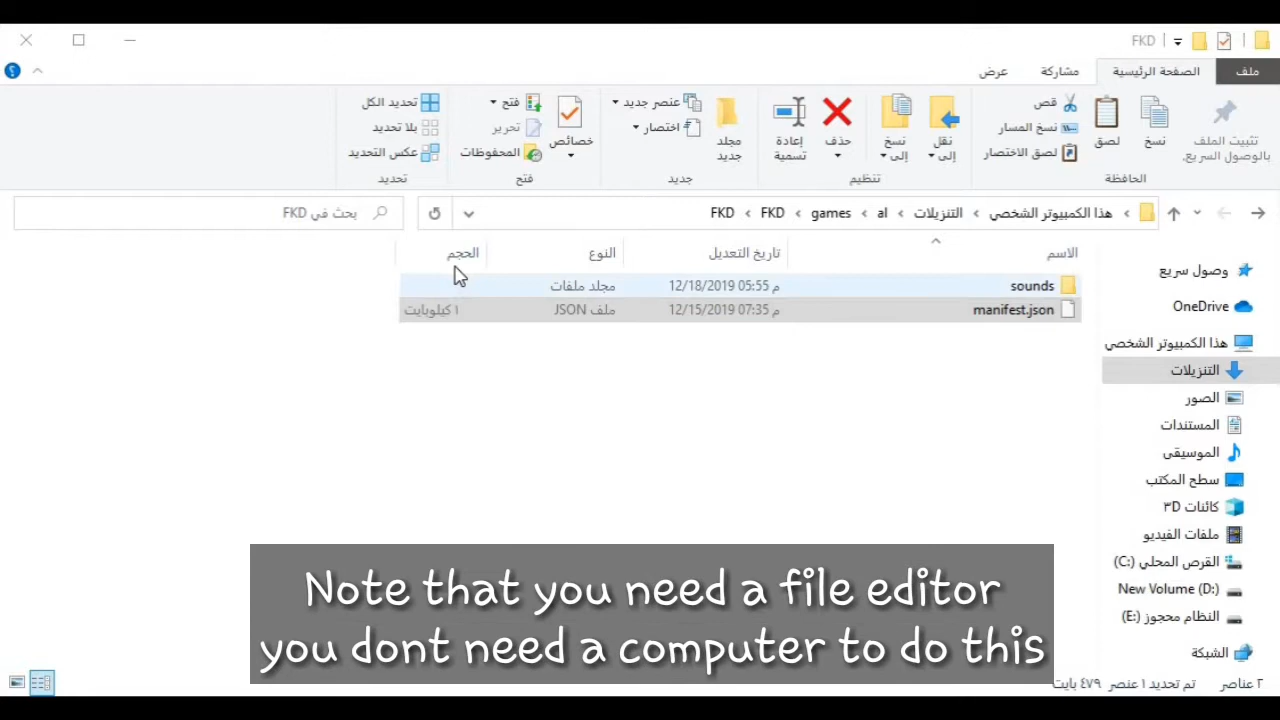 FKD
ملف
الصفحة الرئيسية
مشاركة
عرض
تثبيت الملف
بالوصول السريع.
نسخ
لصق
قص
نسخ المسار
لصق الاختصار
الحافظة
نقل
إلى
نسخ
إلى
حذف
إعادة
تسمية
تنظيم
مجلد
جديد
عنصر جديد
اختصار
جديد
خصائص
فتح
تحرير
المحفوظات
فتح
تحديد الكل
بلا تحديد
عكس التحديد
تحديد
هذا الكمبيوتر الشخصي › التنزيلات › al › games › FKD › FKD
بحث في FKD
الاسم تاريخ التعديل النوع الحجم
sounds 12/18/2019 05:55 م مجلد ملفات
manifest.json 12/15/2019 07:35 م ملف JSON ١ كيلوبايت
وصول سريع
OneDrive
هذا الكمبيوتر الشخصي
التنزيلات
الصور
المستندات
الموسيقى
سطح المكتب
كائنات ٣D
ملفات الفيديو
القرص المحلي (C:)
New Volume (D:)
النظام محجوز (E:)
الشبكة
Note that you need a file editor
you dont need a computer to do this
٢ عناصر تم تحديد ١ عنصر ٤٧٩ بايت